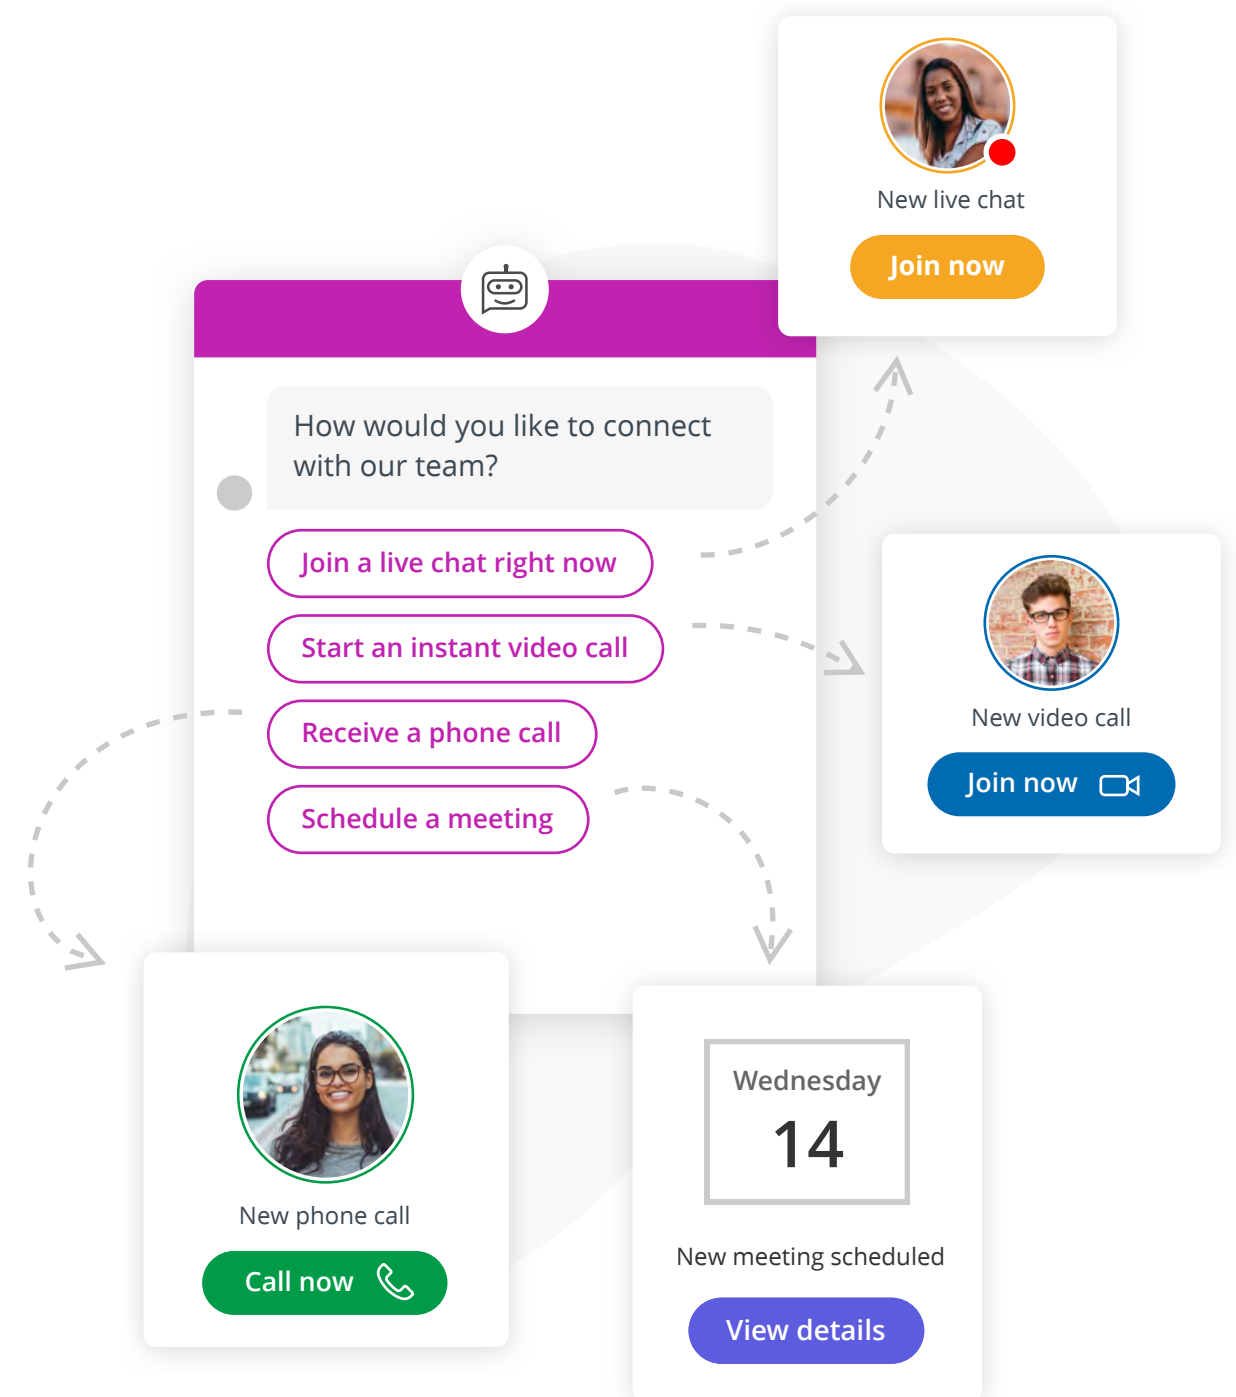 New live chat
Join now
How would you like to connect
with our team?
Join a live chat right now
Start an instant video call
Receive a phone call
Schedule a meeting
New video call
Join now
New phone call
Call now
Wednesday
14
New meeting scheduled
View details